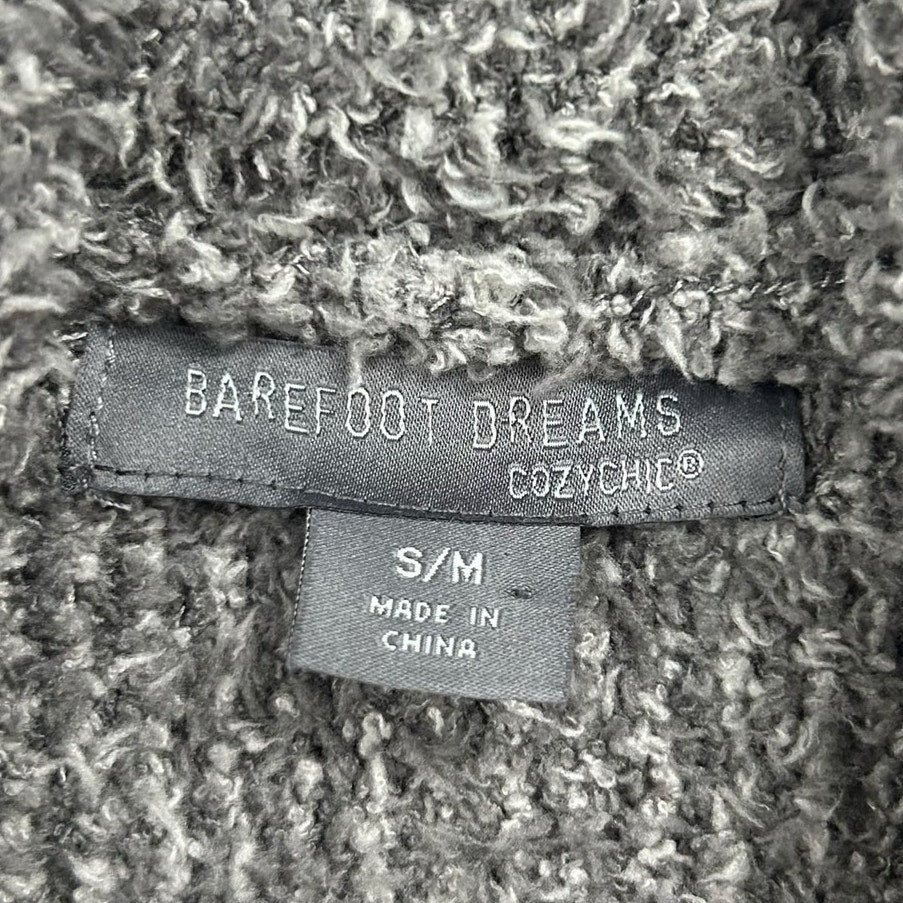 BAREFOOT DREAMS
COZYCHIC®
S/M
MADE IN
CHINA